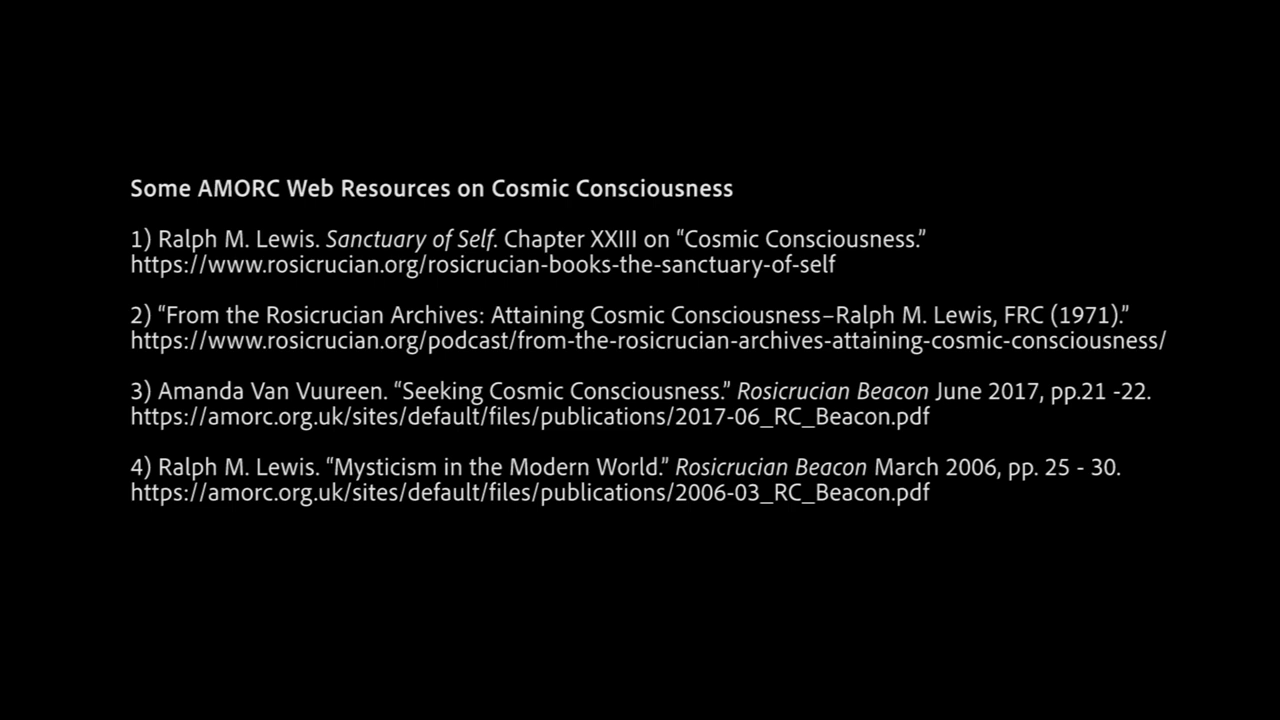 Some AMORC Web Resources on Cosmic Consciousness
1) Ralph M. Lewis. Sanctuary of Self. Chapter XXIII on “Cosmic Consciousness.”
https://www.rosicrucian.org/rosicrucian-books-the-sanctuary-of-self
2) “From the Rosicrucian Archives: Attaining Cosmic Consciousness–Ralph M. Lewis, FRC (1971).”
https://www.rosicrucian.org/podcast/from-the-rosicrucian-archives-attaining-cosmic-consciousness/
3) Amanda Van Vuureen. “Seeking Cosmic Consciousness.” Rosicrucian Beacon June 2017, pp.21 -22.
https://amorc.org.uk/sites/default/files/publications/2017-06_RC_Beacon.pdf
4) Ralph M. Lewis. “Mysticism in the Modern World.” Rosicrucian Beacon March 2006, pp. 25 - 30.
https://amorc.org.uk/sites/default/files/publications/2006-03_RC_Beacon.pdf